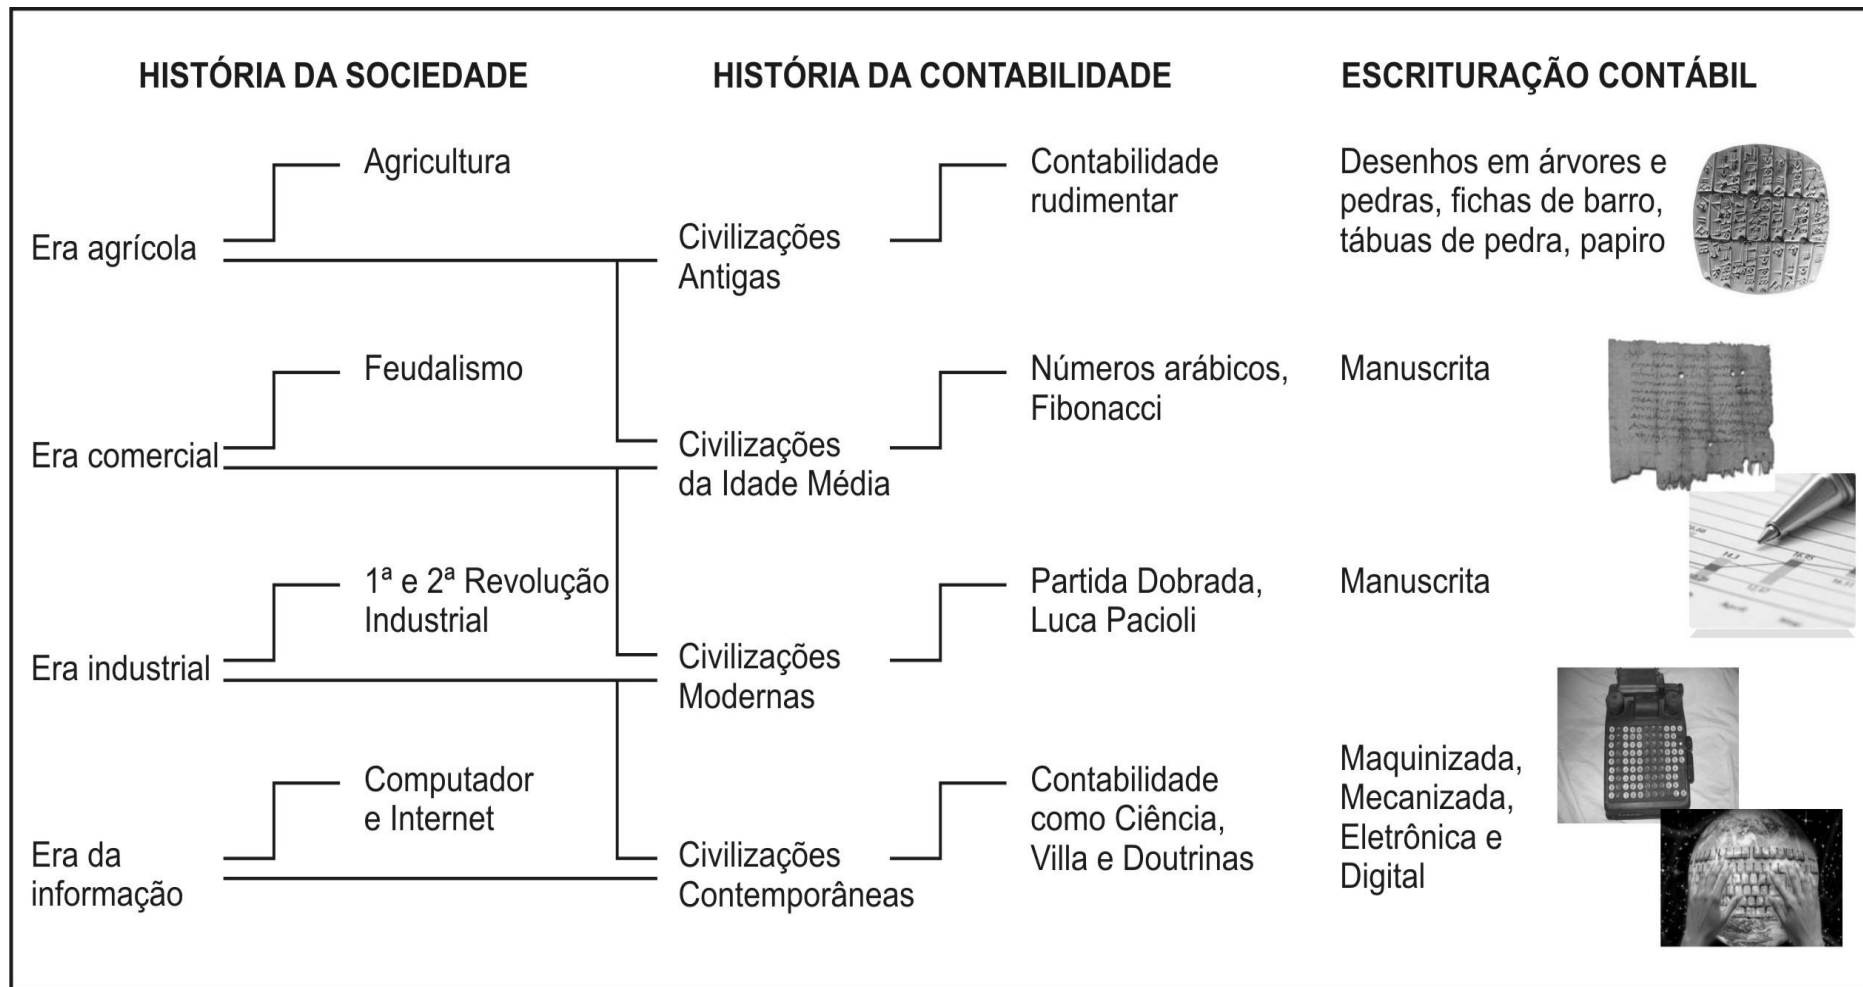 HISTÓRIA DA SOCIEDADE
HISTÓRIA DA CONTABILIDADE
ESCRITURAÇÃO CONTÁBIL
Era agrícola
Agricultura
Civilizações
Antigas
Contabilidade
rudimentar
Desenhos em árvores e
pedras, fichas de barro,
tábuas de pedra, papiro
Era comercial
Feudalismo
Civilizações
da Idade Média
Números arábicos,
Fibonacci
Manuscrita
Era industrial
1ª e 2ª Revolução
Industrial
Civilizações
Modernas
Partida Dobrada,
Luca Pacioli
Manuscrita
Era da
informação
Computador
e Internet
Civilizações
Contemporâneas
Contabilidade
como Ciência,
Villa e Doutrinas
Maquinizada,
Mecanizada,
Eletrônica e
Digital